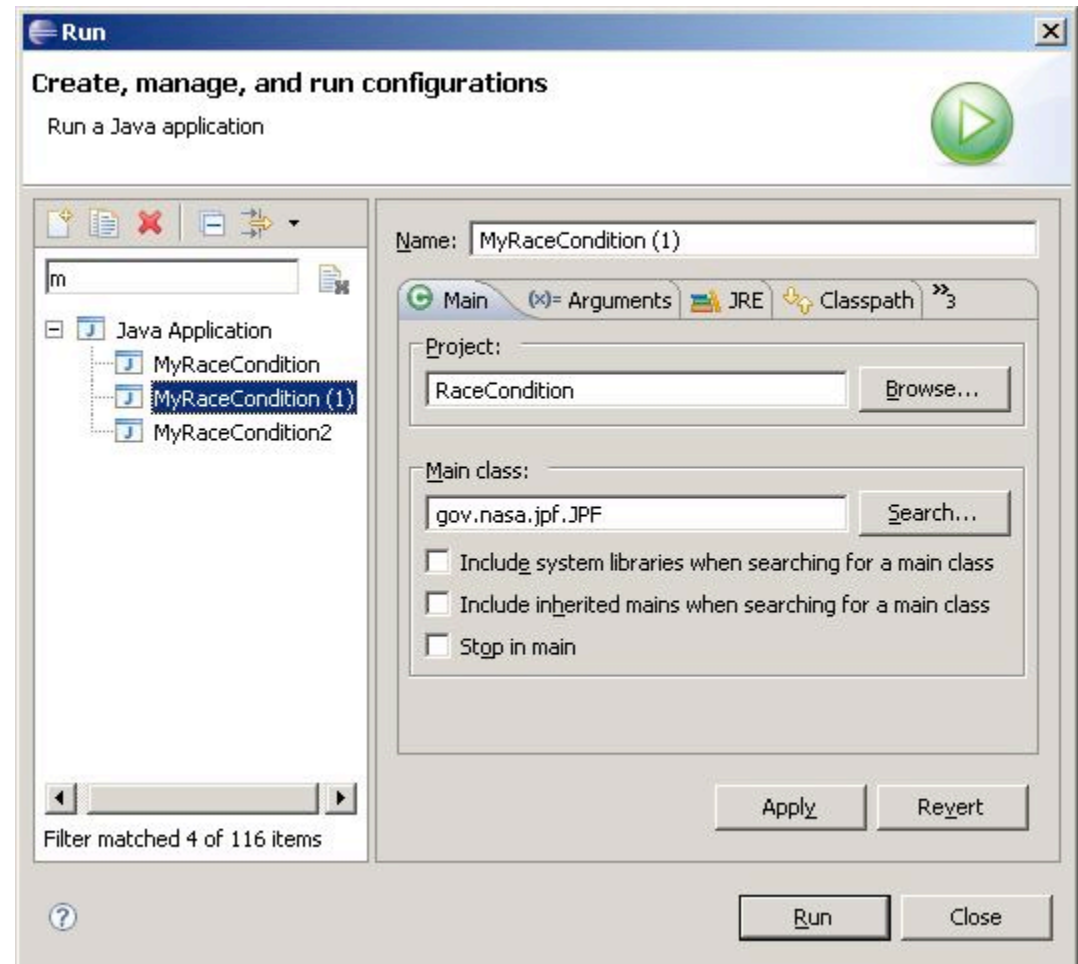 Run
Create, manage, and run configurations
Run a Java application
m
Java Application
MyRaceCondition
MyRaceCondition (1)
MyRaceCondition2
Filter matched 4 of 116 items
Name: MyRaceCondition (1)
Main (x)= Arguments JRE Classpath »3
Project:
RaceCondition Browse...
Main class:
gov.nasa.jpf.JPF Search...
Include system libraries when searching for a main class
Include inherited mains when searching for a main class
Stop in main
Apply Revert
Run Close